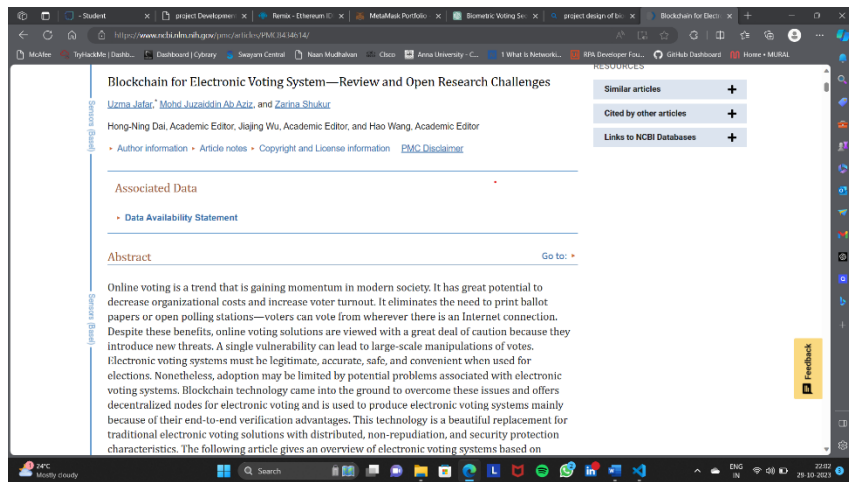 - Student
project Developmen
Remix - Ethereum ID
MetaMask Portfolio
Biometric Voting Sec
project design of bio
Blockchain for Electr
https://www.ncbi.nlm.nih.gov/pmc/articles/PMC8434614/
McAfee
TryHackMe | Dashb...
Dashboard | Cybrary
Swayam Central
Naan Mudhalvan
Cisco
Anna University - C...
1 What Is Networki...
RPA Developer Fou...
GitHub Dashboard
Home • MURAL
RESOURCES
Blockchain for Electronic Voting System—Review and Open Research Challenges
Uzma Jafar,* Mohd Juzaiddin Ab Aziz, and Zarina Shukur
Hong-Ning Dai, Academic Editor, Jiajing Wu, Academic Editor, and Hao Wang, Academic Editor
Author information Article notes Copyright and License information PMC Disclaimer
Similar articles +
Cited by other articles +
Links to NCBI Databases +
Sensors (Basel)
Associated Data
Data Availability Statement
Abstract
Go to:
Online voting is a trend that is gaining momentum in modern society. It has great potential to
decrease organizational costs and increase voter turnout. It eliminates the need to print ballot
papers or open polling stations—voters can vote from wherever there is an Internet connection.
Despite these benefits, online voting solutions are viewed with a great deal of caution because they
introduce new threats. A single vulnerability can lead to large-scale manipulations of votes.
Electronic voting systems must be legitimate, accurate, safe, and convenient when used for
elections. Nonetheless, adoption may be limited by potential problems associated with electronic
voting systems. Blockchain technology came into the ground to overcome these issues and offers
decentralized nodes for electronic voting and is used to produce electronic voting systems mainly
because of their end-to-end verification advantages. This technology is a beautiful replacement for
traditional electronic voting solutions with distributed, non-repudiation, and security protection
characteristics. The following article gives an overview of electronic voting systems based on
Sensors (Basel)
Feedback
24°C
Mostly cloudy
Search
ENG
IN
22:02
29-10-2023